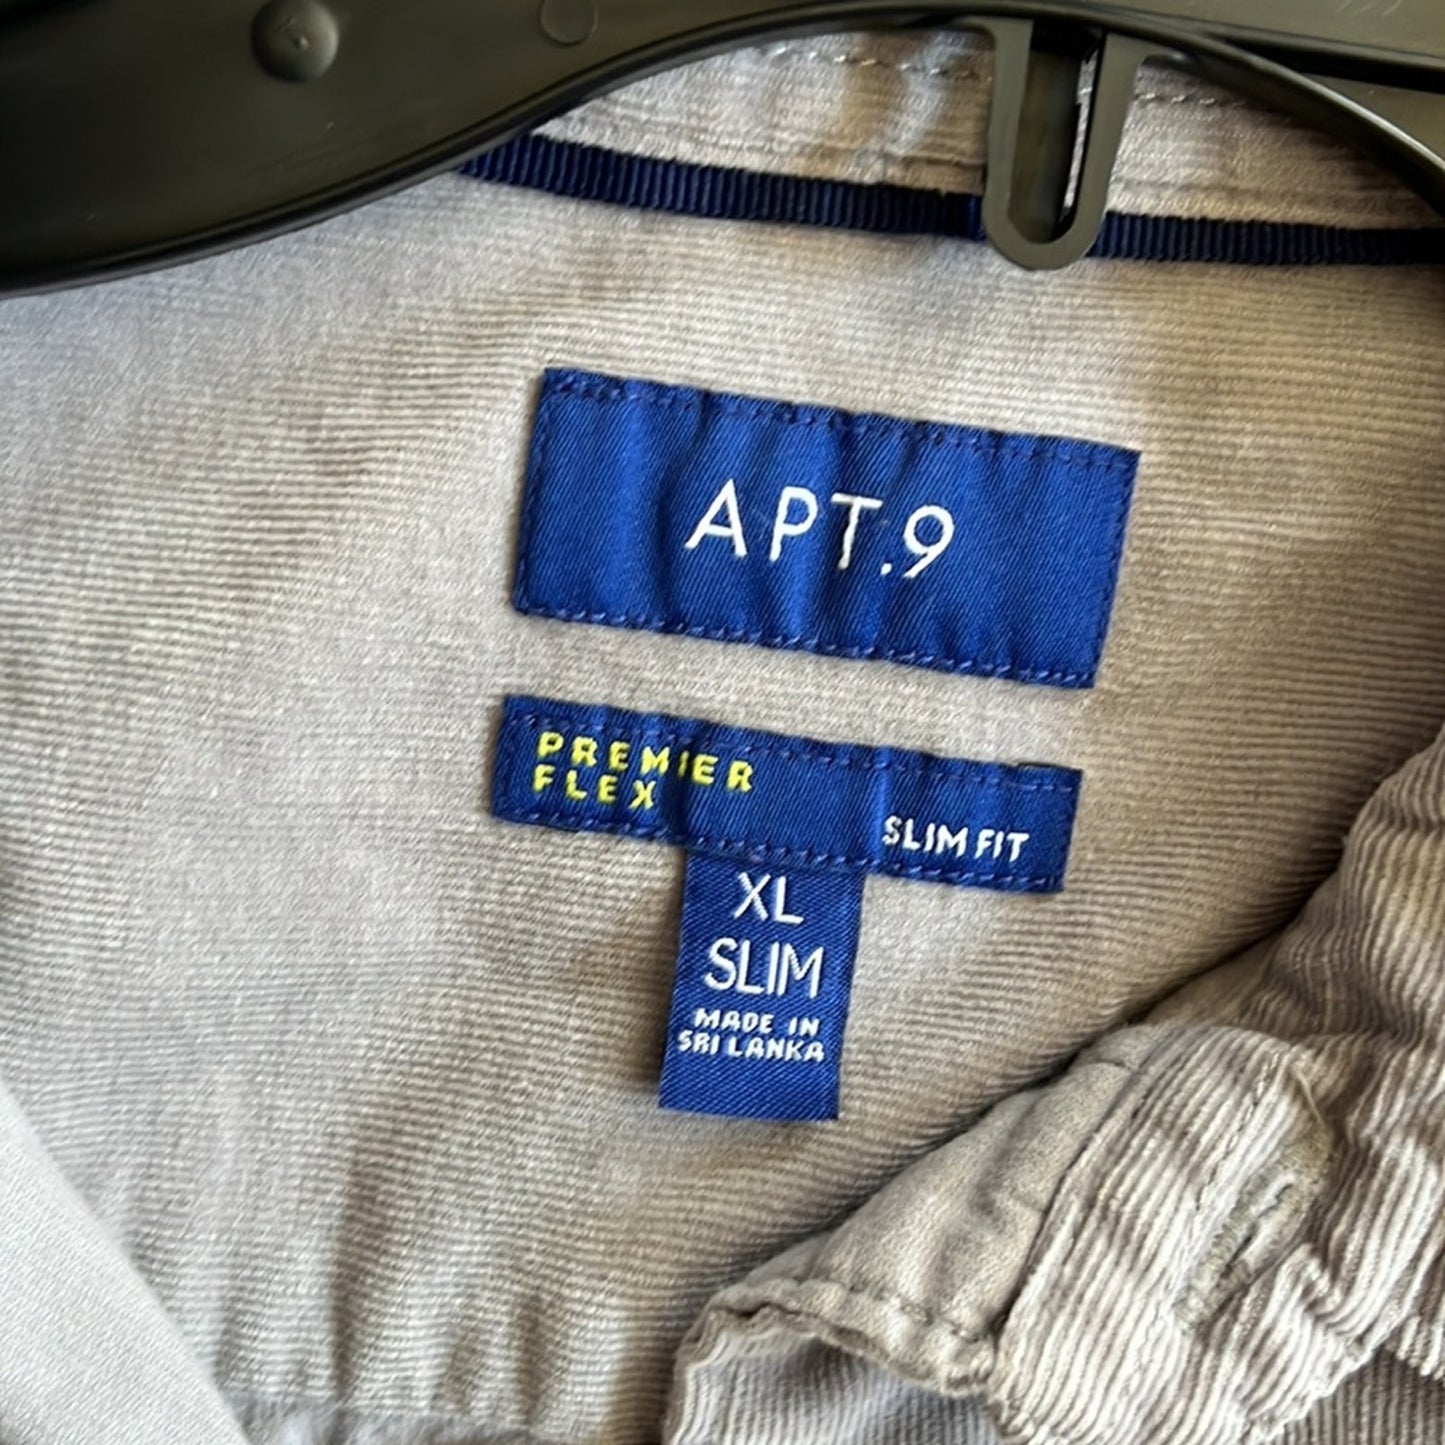 APT.9
PREMIER
FLEX
SLIM FIT
XL
SLIM
MADE IN
SRI LANKA